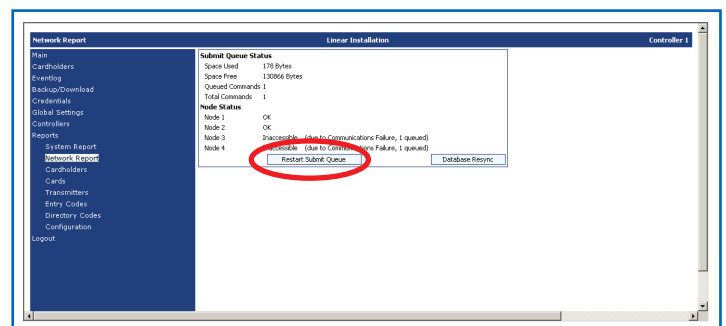 Network Report Linear Installation Controller 1
Main
Cardholders
Eventlog
Backup/Download
Credentials
Global Settings
Controllers
Reports
System Report
Network Report
Cardholders
Cards
Transmitters
Entry Codes
Directory Codes
Configuration
Logout
Submit Queue Status
Space Used 178 Bytes
Space Free 130866 Bytes
Queued Commands 1
Total Commands 1
Node Status
Node 1 OK
Node 2 OK
Node 3 Inaccessible (due to Communications Failure, 1 queued)
Node 4 Inaccessible (due to Communications Failure, 1 queued)
Restart Submit Queue Database Resync